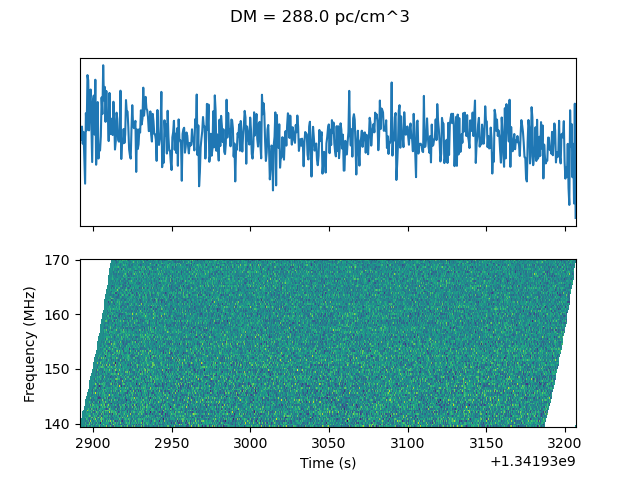 DM = 288.0 pc/cm^3
170
160
150
140
Frequency (MHz)
2900 2950 3000 3050 3100 3150 3200
Time (s)
+1.34193e9